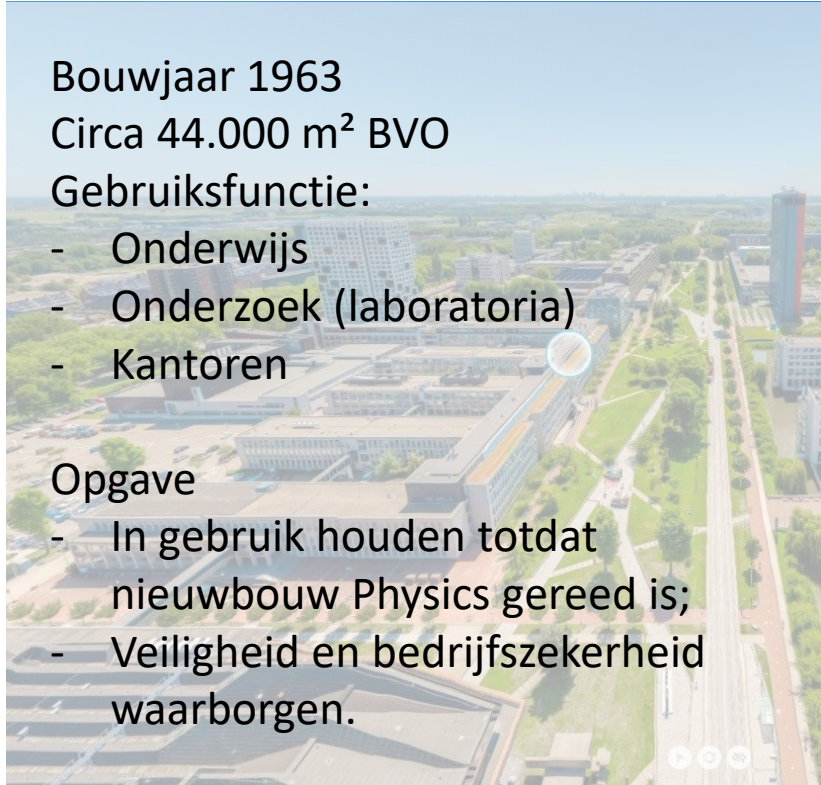 Bouwjaar 1963
Circa 44.000 m² BVO
Gebruiksfunctie:
- Onderwijs
- Onderzoek (laboratoria)
- Kantoren
Opgave
- In gebruik houden totdat
nieuwbouw Physics gereed is;
- Veiligheid en bedrijfszekerheid
waarborgen.